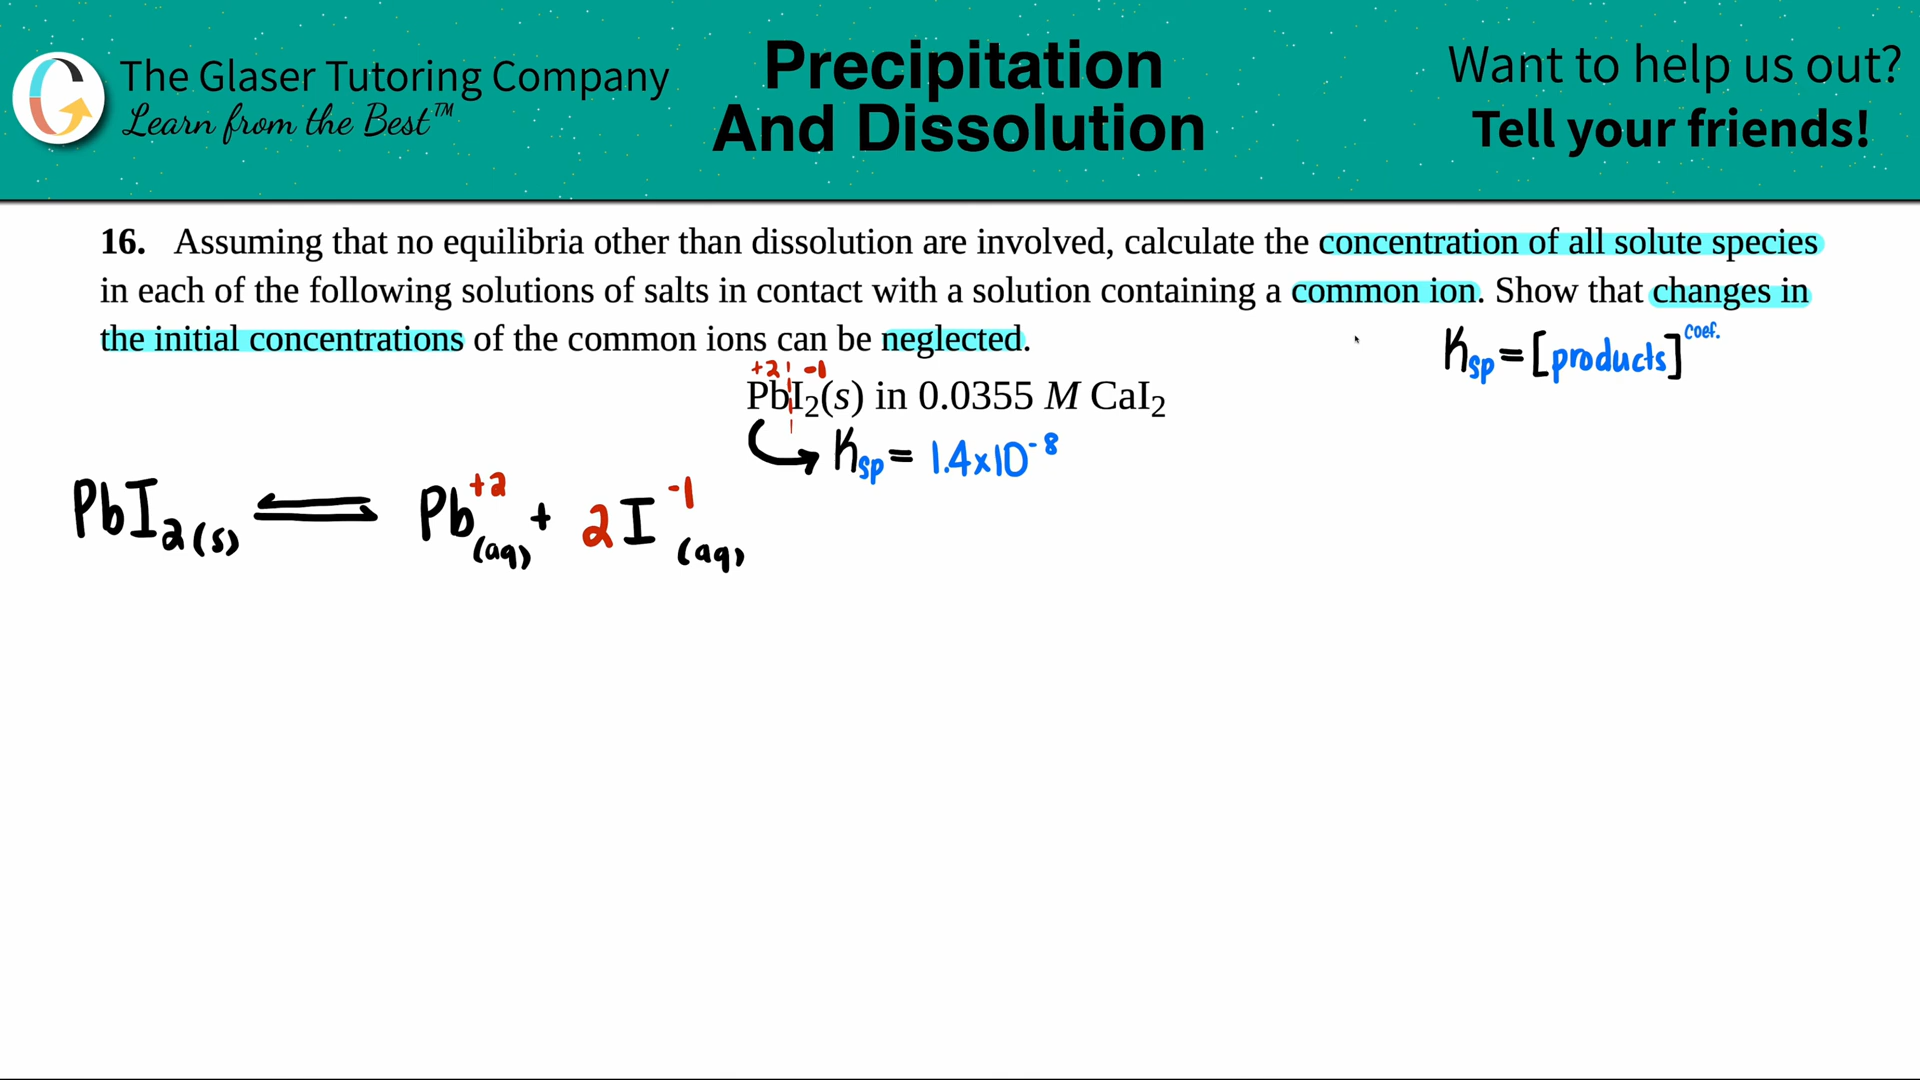 The Glaser Tutoring Company
Learn from the Best™
Precipitation
And Dissolution
Want to help us out?
Tell your friends!
16. Assuming that no equilibria other than dissolution are involved, calculate the concentration of all solute species
in each of the following solutions of salts in contact with a solution containing a common ion. Show that changes in
the initial concentrations of the common ions can be neglected.
Ksp = [products]^coef.
+2 -1
PbI₂(s) in 0.0355 M CaI₂
Ksp = 1.4x10⁻⁸
PbI₂(s) ⇌ Pb⁺²(aq) + 2I⁻¹(aq)